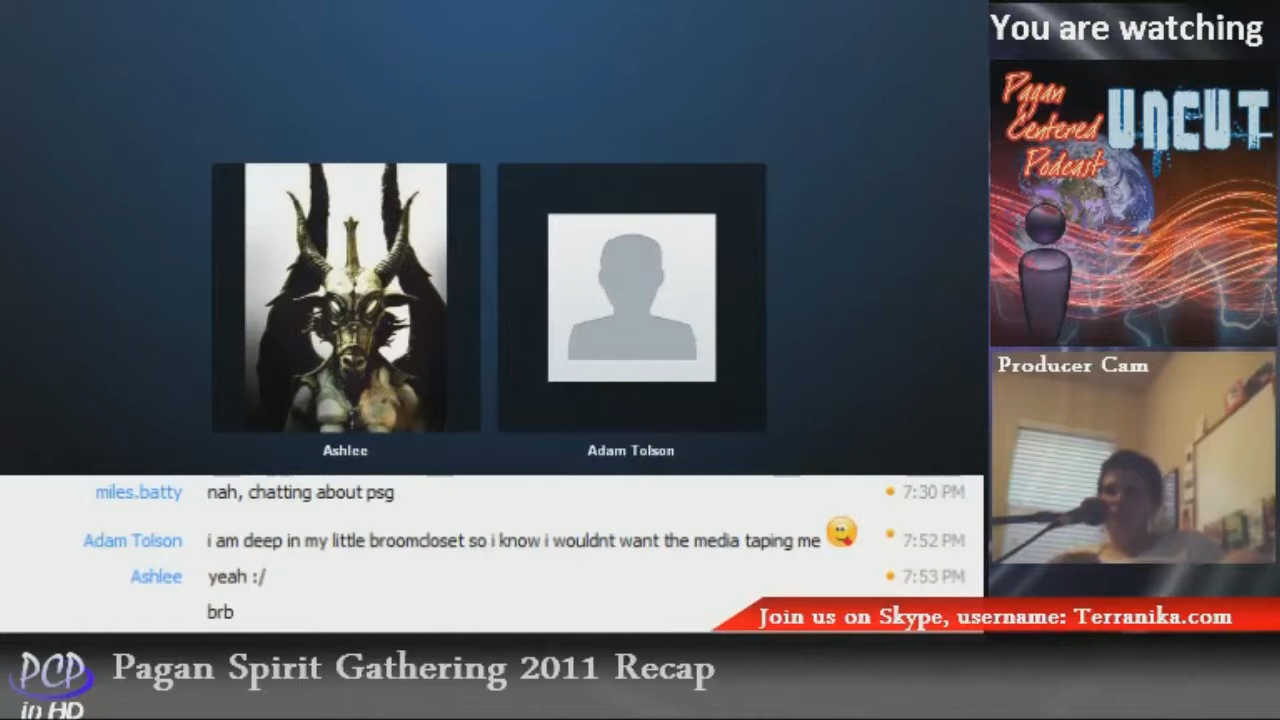 You are watching
Pagan
Centered
Podcast
UNCUT
Producer Cam
Ashlee
Adam Tolson
miles.batty nah, chatting about psg 7:30 PM
Adam Tolson i am deep in my little broomcloset so i know i wouldnt want the media taping me 7:52 PM
Ashlee yeah :/ 7:53 PM
brb
Join us on Skype, username: Terranika.com
PCP
in HD
Pagan Spirit Gathering 2011 Recap